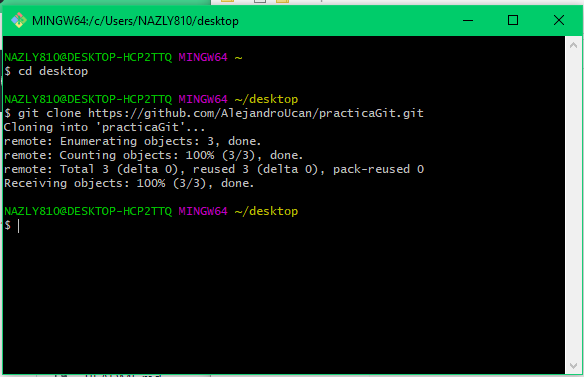 MINGW64:/c/Users/NAZLY810/desktop
NAZLY810@DESKTOP-HCP2TTQ MINGW64 ~
$ cd desktop
NAZLY810@DESKTOP-HCP2TTQ MINGW64 ~/desktop
$ git clone https://github.com/AlejandroUcan/practicaGit.git
Cloning into 'practicaGit'...
remote: Enumerating objects: 3, done.
remote: Counting objects: 100% (3/3), done.
remote: Total 3 (delta 0), reused 3 (delta 0), pack-reused 0
Receiving objects: 100% (3/3), done.
NAZLY810@DESKTOP-HCP2TTQ MINGW64 ~/desktop
$